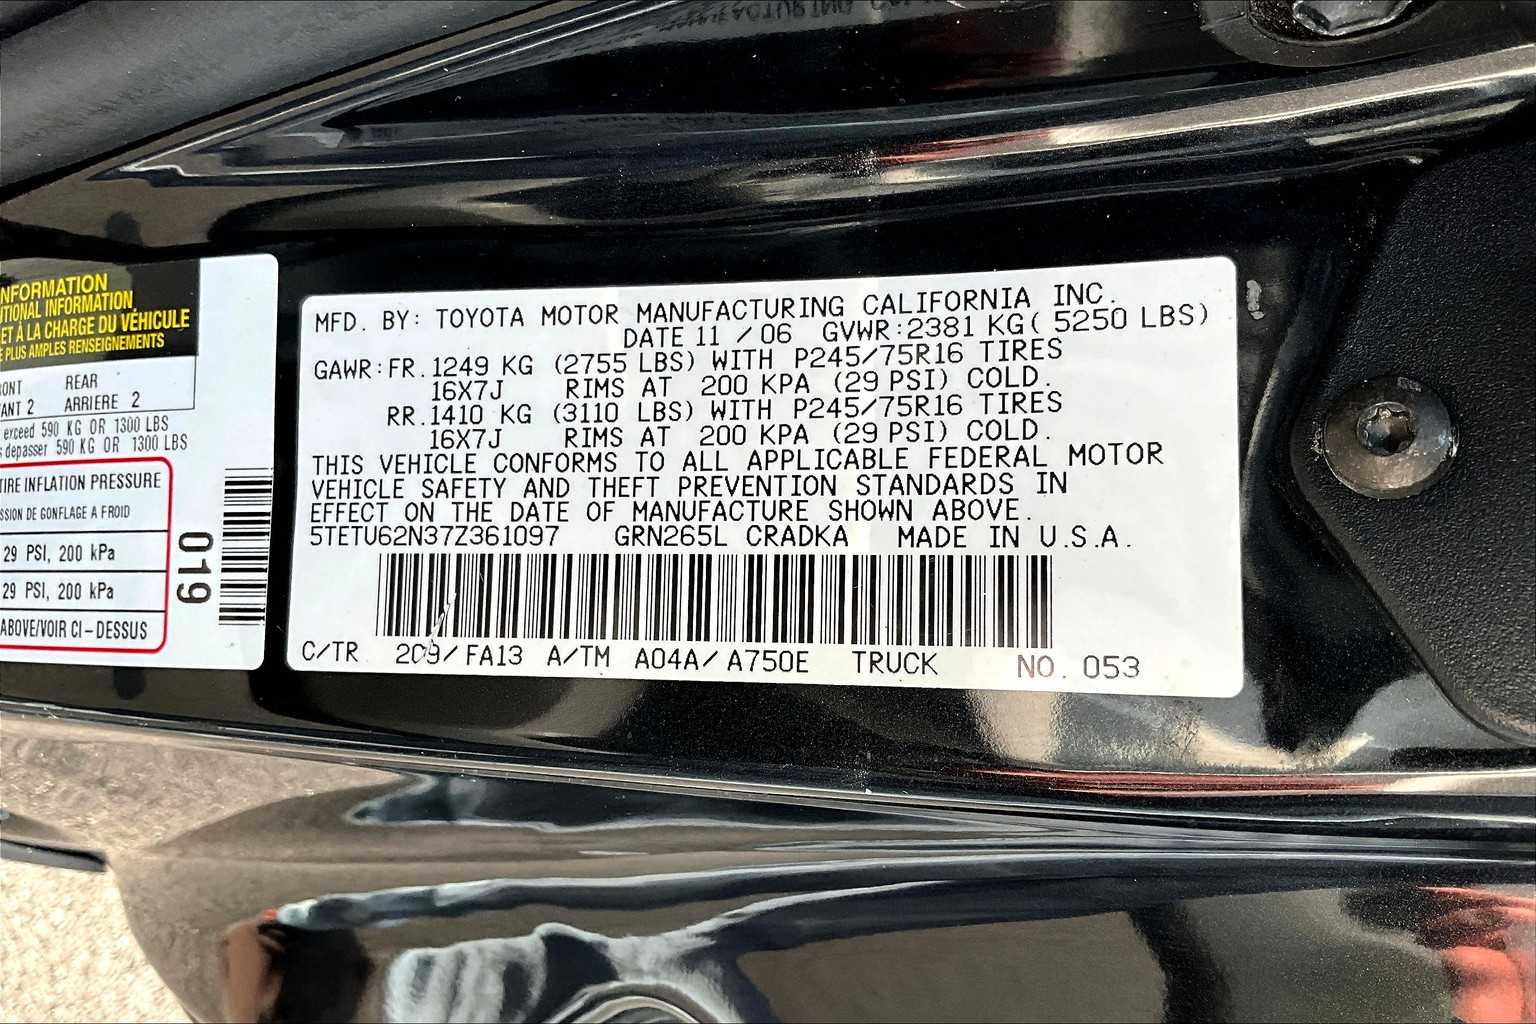 NFORMATION
TIONAL INFORMATION
ET À LA CHARGE DU VÉHICULE
PLUS AMPLES RENSEIGNEMENTS
REAR
2 ARRIERE 2
exceed 590 KG OR 1300 LBS
depasser 590 KG OR 1300 LBS
TIRE INFLATION PRESSURE
SSION DE GONFLAGE A FROID
29 PSI, 200 kPa
29 PSI, 200 kPa
ABOVE/VOIR CI-DESSUS
019
MFD. BY: TOYOTA MOTOR MANUFACTURING CALIFORNIA INC.
DATE 11 / 06 GVWR:2381 KG( 5250 LBS)
GAWR:FR.1249 KG (2755 LBS) WITH P245/75R16 TIRES
16X7J RIMS AT 200 KPA (29 PSI) COLD.
RR.1410 KG (3110 LBS) WITH P245/75R16 TIRES
16X7J RIMS AT 200 KPA (29 PSI) COLD.
THIS VEHICLE CONFORMS TO ALL APPLICABLE FEDERAL MOTOR
VEHICLE SAFETY AND THEFT PREVENTION STANDARDS IN
EFFECT ON THE DATE OF MANUFACTURE SHOWN ABOVE.
5TETU62N37Z361097 GRN265L CRADKA MADE IN U.S.A.
C/TR 209/FA13 A/TM A04A/A750E TRUCK NO. 053